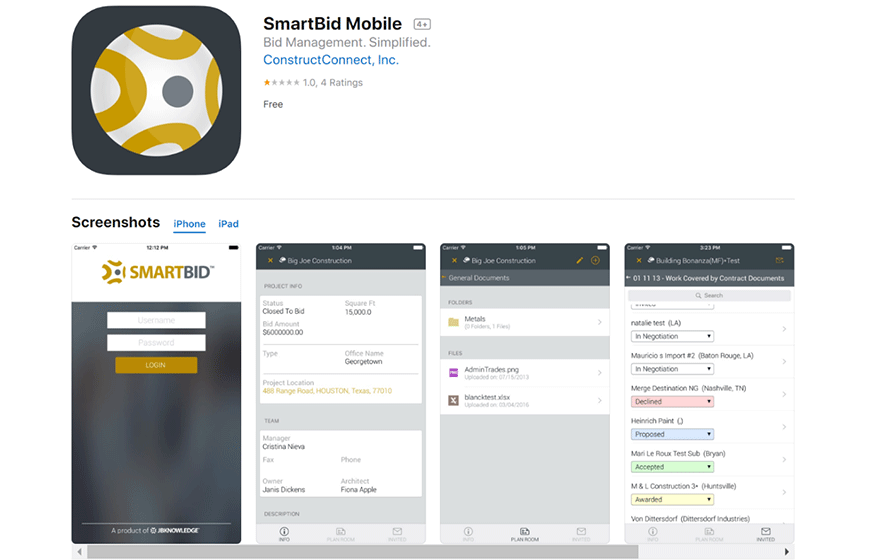 SmartBid Mobile 4+
Bid Management. Simplified.
ConstructConnect, Inc.
1.0, 4 Ratings
Free
Screenshots iPhone iPad
Carrier 12:12 PM
SMARTBID™
Username
Password
LOGIN
A product of JBKNOWLEDGE
Carrier 1:04 PM
× Big Joe Construction
PROJECT INFO
Status Square Ft
Closed To Bid 15,000.0
Bid Amount
$6000000.00
Type Office Name
Georgetown
Project Location
488 Range Road, HOUSTON, Texas, 77010
TEAM
Manager
Cristina Nieva
Fax Phone
Owner Architect
Janis Dickens Fiona Apple
DESCRIPTION
INFO PLAN ROOM INVITED
Carrier 1:05 PM
× Big Joe Construction
General Documents
FOLDERS
Metals
(0 Folders, 1 Files)
FILES
PNG AdminTrades.png
Uploaded on: 07/18/2013
blancktest.xlsx
Uploaded on: 03/04/2016
INFO PLAN ROOM INVITED
Carrier 3:23 PM
× Building Bonanza(MF)+Test
01 11 13 - Work Covered by Contract Documents
Search
Invited
natalie test (LA)
In Negotiation
Mauricio s Import #2 (Baton Rouge, LA)
In Negotiation
Merge Destination NG (Nashville, TN)
Declined
Heinrich Paint (,)
Proposed
Mari Le Roux Test Sub (Bryan)
Accepted
M & L Construction 3• (Huntsville)
Awarded
Von Dittersdorf (Dittersdorf Industries)
INFO PLAN ROOM INVITED